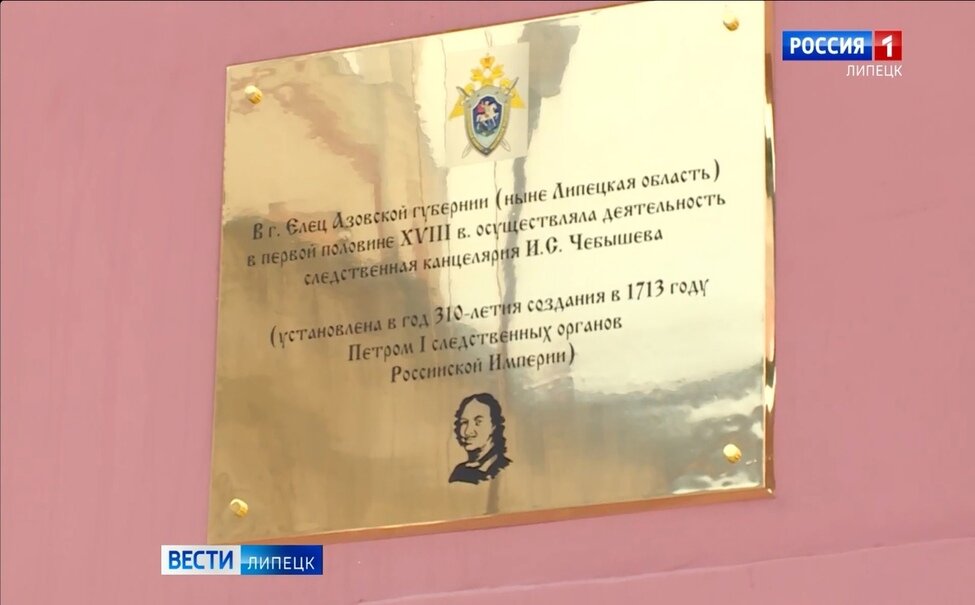 РОССИЯ 1
ЛИПЕЦК
В г. Елец Азовской губернии (ныне Липецкая область)
в первой половине XVIII в. осуществляла деятельность
следственная канцелярия И.С. Чебышева
(установлена в год 310-летия создания в 1713 году
Петром I следственных органов
Россинской Империи)
ВЕСТИ ЛИПЕЦК